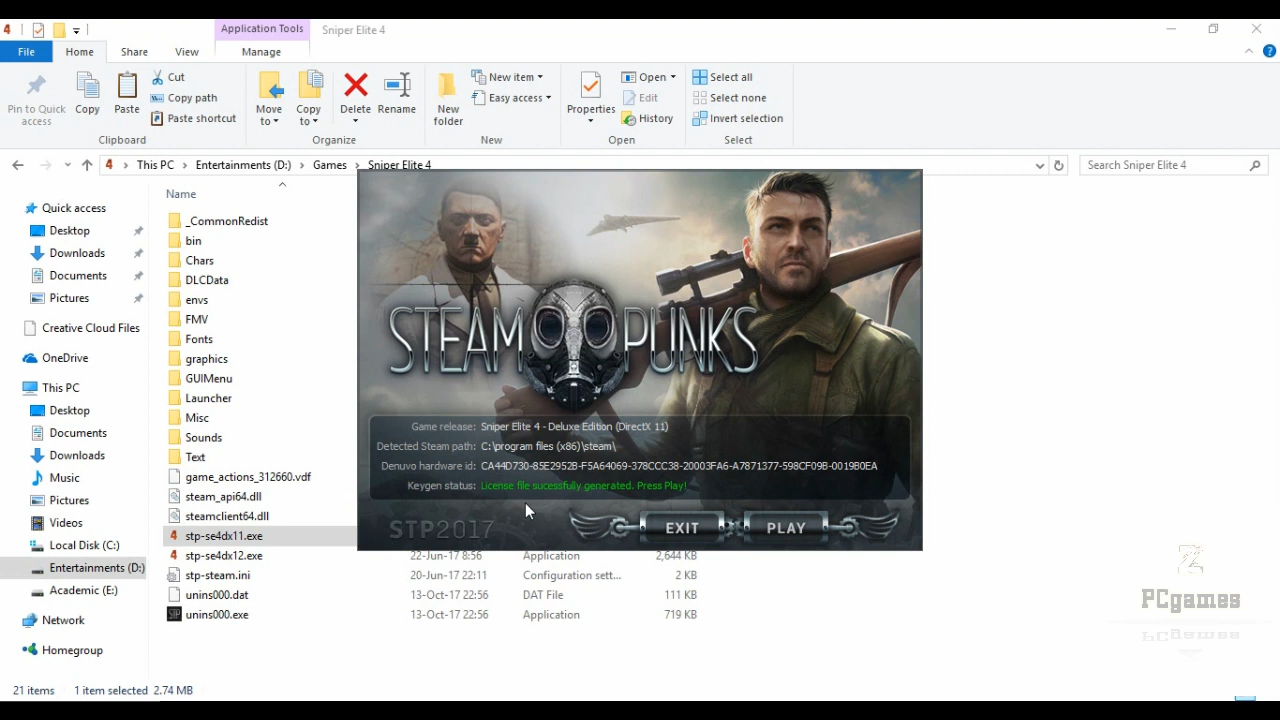 Application Tools
Sniper Elite 4
File
Home
Share
View
Manage
Pin to Quick access
Copy
Paste
Cut
Copy path
Paste shortcut
Clipboard
Move to
Copy to
Delete
Rename
Organize
New folder
New item
Easy access
New
Properties
Open
Edit
History
Open
Select all
Select none
Invert selection
Select
This PC > Entertainments (D:) > Games > Sniper Elite 4
Search Sniper Elite 4
Quick access
Desktop
Downloads
Documents
Pictures
Creative Cloud Files
OneDrive
This PC
Desktop
Documents
Downloads
Music
Pictures
Videos
Local Disk (C:)
Entertainments (D:)
Academic (E:)
Network
Homegroup
Name
_CommonRedist
bin
Chars
DLCData
envs
FMV
Fonts
graphics
GUIMenu
Launcher
Misc
Sounds
Text
game_actions_312660.vdf
steam_api64.dll
steamclient64.dll
stp-se4dx11.exe
stp-se4dx12.exe 22-Jun-17 8:56 Application 2,644 KB
stp-steam.ini 20-Jun-17 22:11 Configuration sett... 2 KB
unins000.dat 13-Oct-17 22:56 DAT File 111 KB
unins000.exe 13-Oct-17 22:56 Application 719 KB
STEAMPUNKS
Game release: Sniper Elite 4 - Deluxe Edition (DirectX 11)
Detected Steam path: C:\program files (x86)\steam\
Denuvo hardware id: CA44D730-85E2952B-F5A64069-378CCC38-20003FA6-A7871377-598CF09B-0019B0EA
Keygen status: License file sucessfully generated. Press Play!
STP2017
EXIT
PLAY
Z
PCgames
21 items
1 item selected 2.74 MB